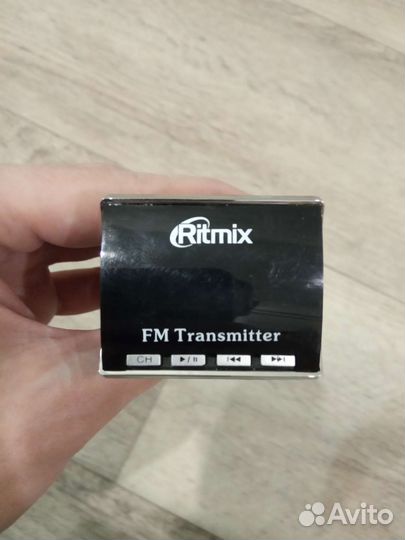 Ritmix
FM Transmitter
CH
Avito